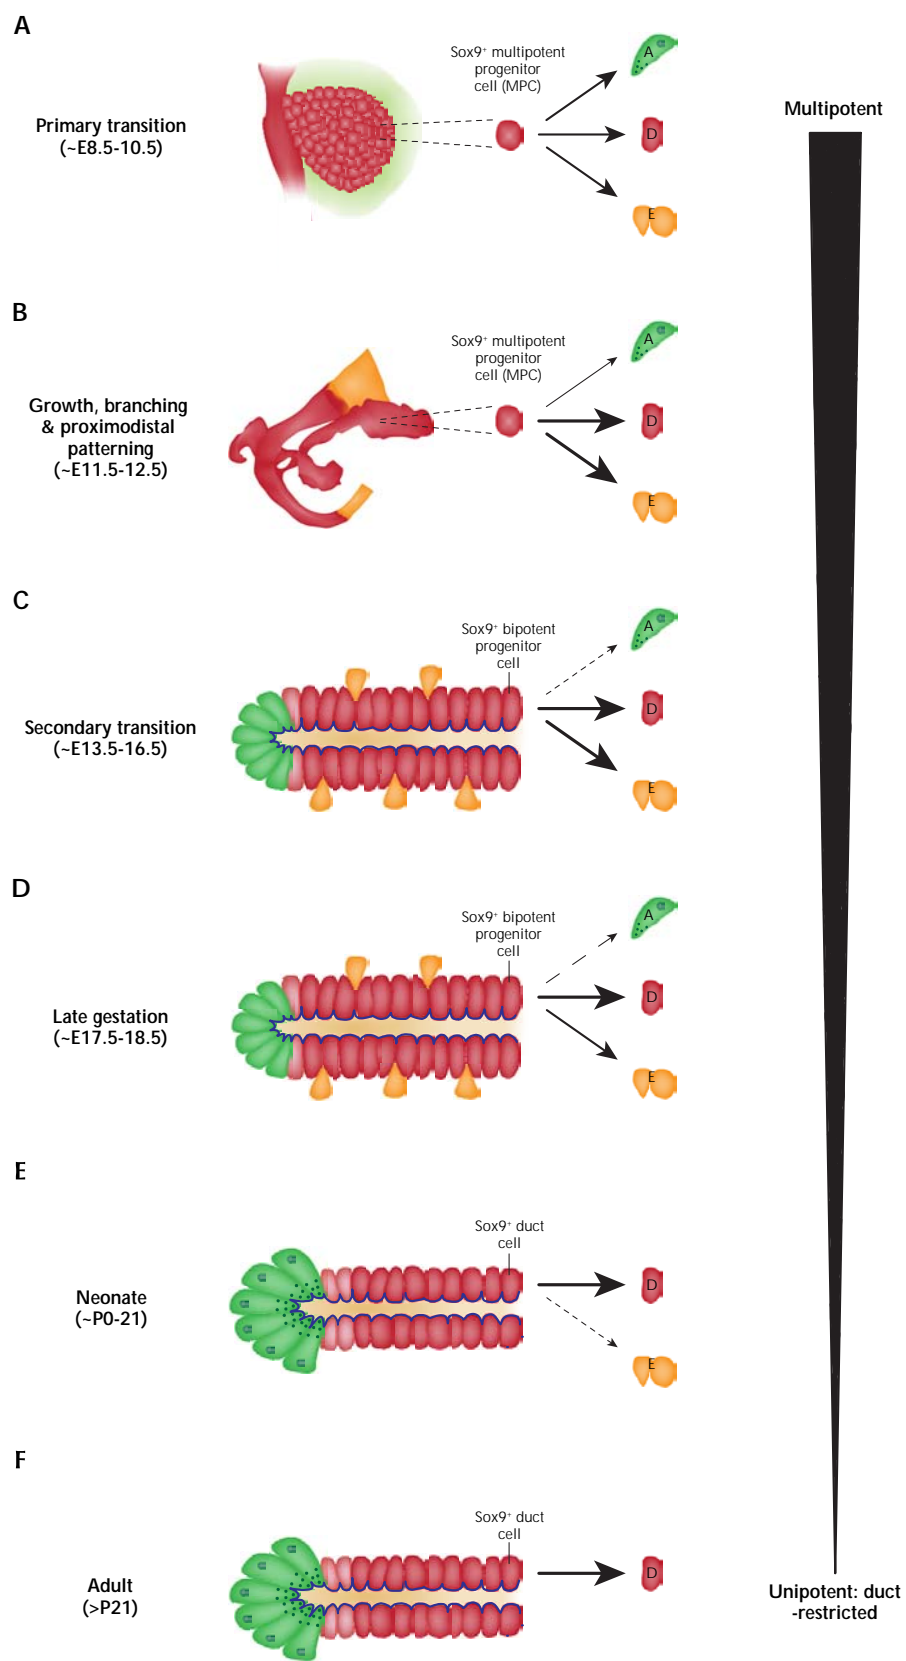 A
Primary transition
(~E8.5-10.5)
Sox9⁺ multipotent
progenitor
cell (MPC)
A
D
E
Multipotent
B
Growth, branching
& proximodistal
patterning
(~E11.5-12.5)
Sox9⁺ multipotent
progenitor
cell (MPC)
A
D
E
C
Secondary transition
(~E13.5-16.5)
Sox9⁺ bipotent
progenitor
cell
A
D
E
D
Late gestation
(~E17.5-18.5)
Sox9⁺ bipotent
progenitor
cell
A
D
E
E
Neonate
(~P0-21)
Sox9⁺ duct
cell
D
E
F
Adult
(>P21)
Sox9⁺ duct
cell
D
Unipotent: duct
-restricted